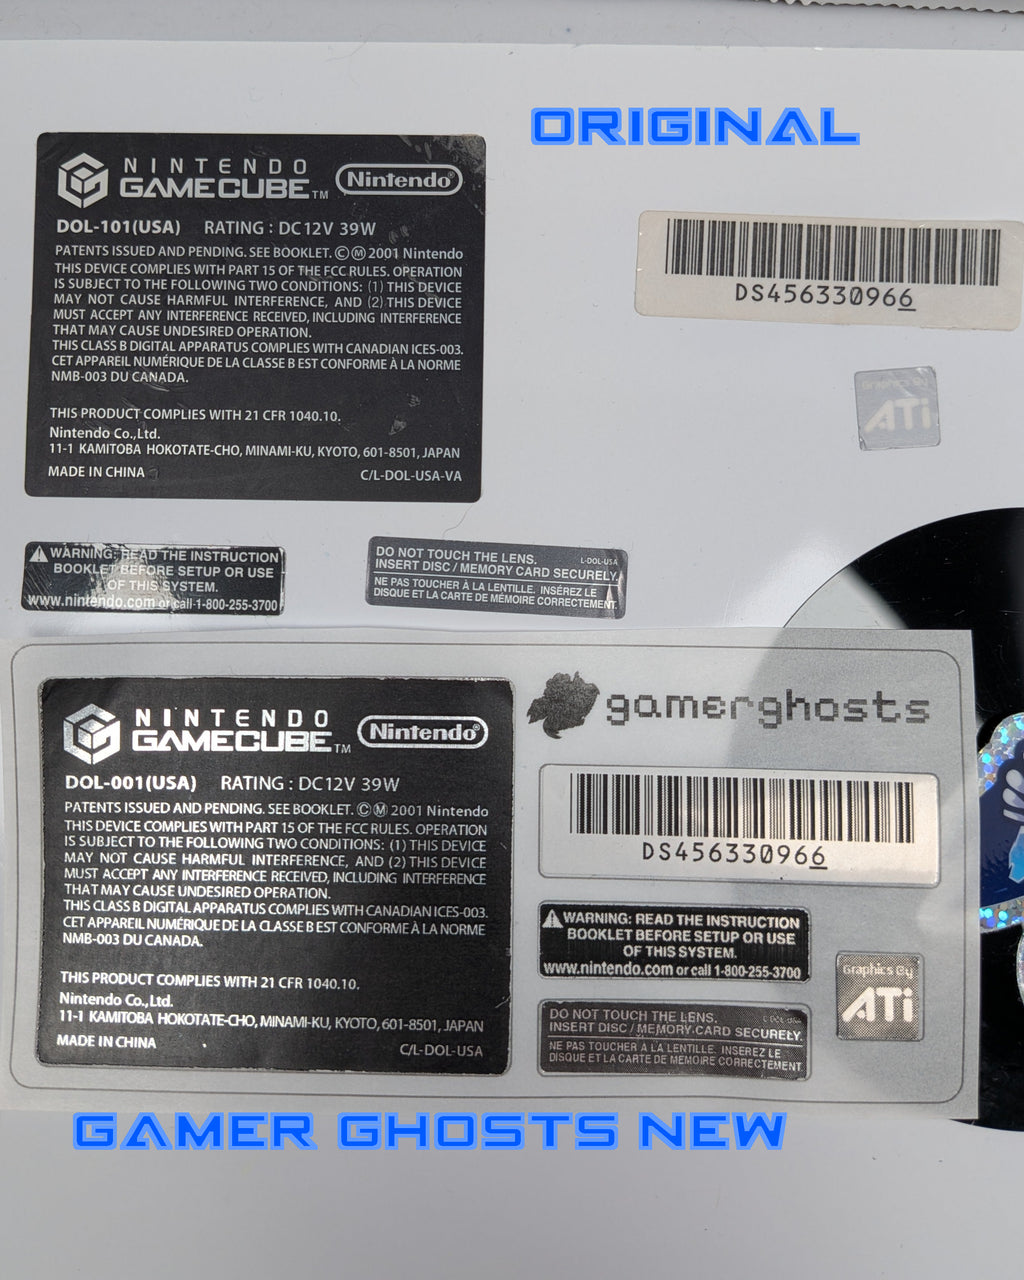 ORIGINAL
NINTENDO
GAMECUBE™
Nintendo®
DOL-101(USA) RATING : DC12V 39W
PATENTS ISSUED AND PENDING. SEE BOOKLET. ©Ⓜ 2001 Nintendo
THIS DEVICE COMPLIES WITH PART 15 OF THE FCC RULES. OPERATION
IS SUBJECT TO THE FOLLOWING TWO CONDITIONS: (1) THIS DEVICE
MAY NOT CAUSE HARMFUL INTERFERENCE, AND (2) THIS DEVICE
MUST ACCEPT ANY INTERFERENCE RECEIVED, INCLUDING INTERFERENCE
THAT MAY CAUSE UNDESIRED OPERATION.
THIS CLASS B DIGITAL APPARATUS COMPLIES WITH CANADIAN ICES-003.
CET APPAREIL NUMÉRIQUE DE LA CLASSE B EST CONFORME À LA NORME
NMB-003 DU CANADA.
THIS PRODUCT COMPLIES WITH 21 CFR 1040.10.
Nintendo Co.,Ltd.
11-1 KAMITOBA HOKOTATE-CHO, MINAMI-KU, KYOTO, 601-8501, JAPAN
MADE IN CHINA C/L-DOL-USA-VA
DS456330966
Graphics By
ATi
WARNING: READ THE INSTRUCTION
BOOKLET BEFORE SETUP OR USE
OF THIS SYSTEM.
www.nintendo.com or call 1-800-255-3700
DO NOT TOUCH THE LENS. L-DOL-USA
INSERT DISC / MEMORY CARD SECURELY.
NE PAS TOUCHER À LA LENTILLE. INSÉREZ LE
DISQUE ET LA CARTE DE MÉMOIRE CORRECTEMENT.
gamerghosts
NINTENDO
GAMECUBE™
Nintendo®
DOL-001(USA) RATING : DC12V 39W
PATENTS ISSUED AND PENDING. SEE BOOKLET. ©Ⓜ 2001 Nintendo
THIS DEVICE COMPLIES WITH PART 15 OF THE FCC RULES. OPERATION
IS SUBJECT TO THE FOLLOWING TWO CONDITIONS: (1) THIS DEVICE
MAY NOT CAUSE HARMFUL INTERFERENCE, AND (2) THIS DEVICE
MUST ACCEPT ANY INTERFERENCE RECEIVED, INCLUDING INTERFERENCE
THAT MAY CAUSE UNDESIRED OPERATION.
THIS CLASS B DIGITAL APPARATUS COMPLIES WITH CANADIAN ICES-003.
CET APPAREIL NUMÉRIQUE DE LA CLASSE B EST CONFORME À LA NORME
NMB-003 DU CANADA.
THIS PRODUCT COMPLIES WITH 21 CFR 1040.10.
Nintendo Co.,Ltd.
11-1 KAMITOBA HOKOTATE-CHO, MINAMI-KU, KYOTO, 601-8501, JAPAN
MADE IN CHINA C/L-DOL-USA
DS456330966
WARNING: READ THE INSTRUCTION
BOOKLET BEFORE SETUP OR USE
OF THIS SYSTEM.
www.nintendo.com or call 1-800-255-3700
Graphics By
ATi
DO NOT TOUCH THE LENS. L-DOL-USA
INSERT DISC / MEMORY CARD SECURELY.
NE PAS TOUCHER À LA LENTILLE. INSÉREZ LE
DISQUE ET LA CARTE DE MÉMOIRE CORRECTEMENT.
GAMER GHOSTS NEW